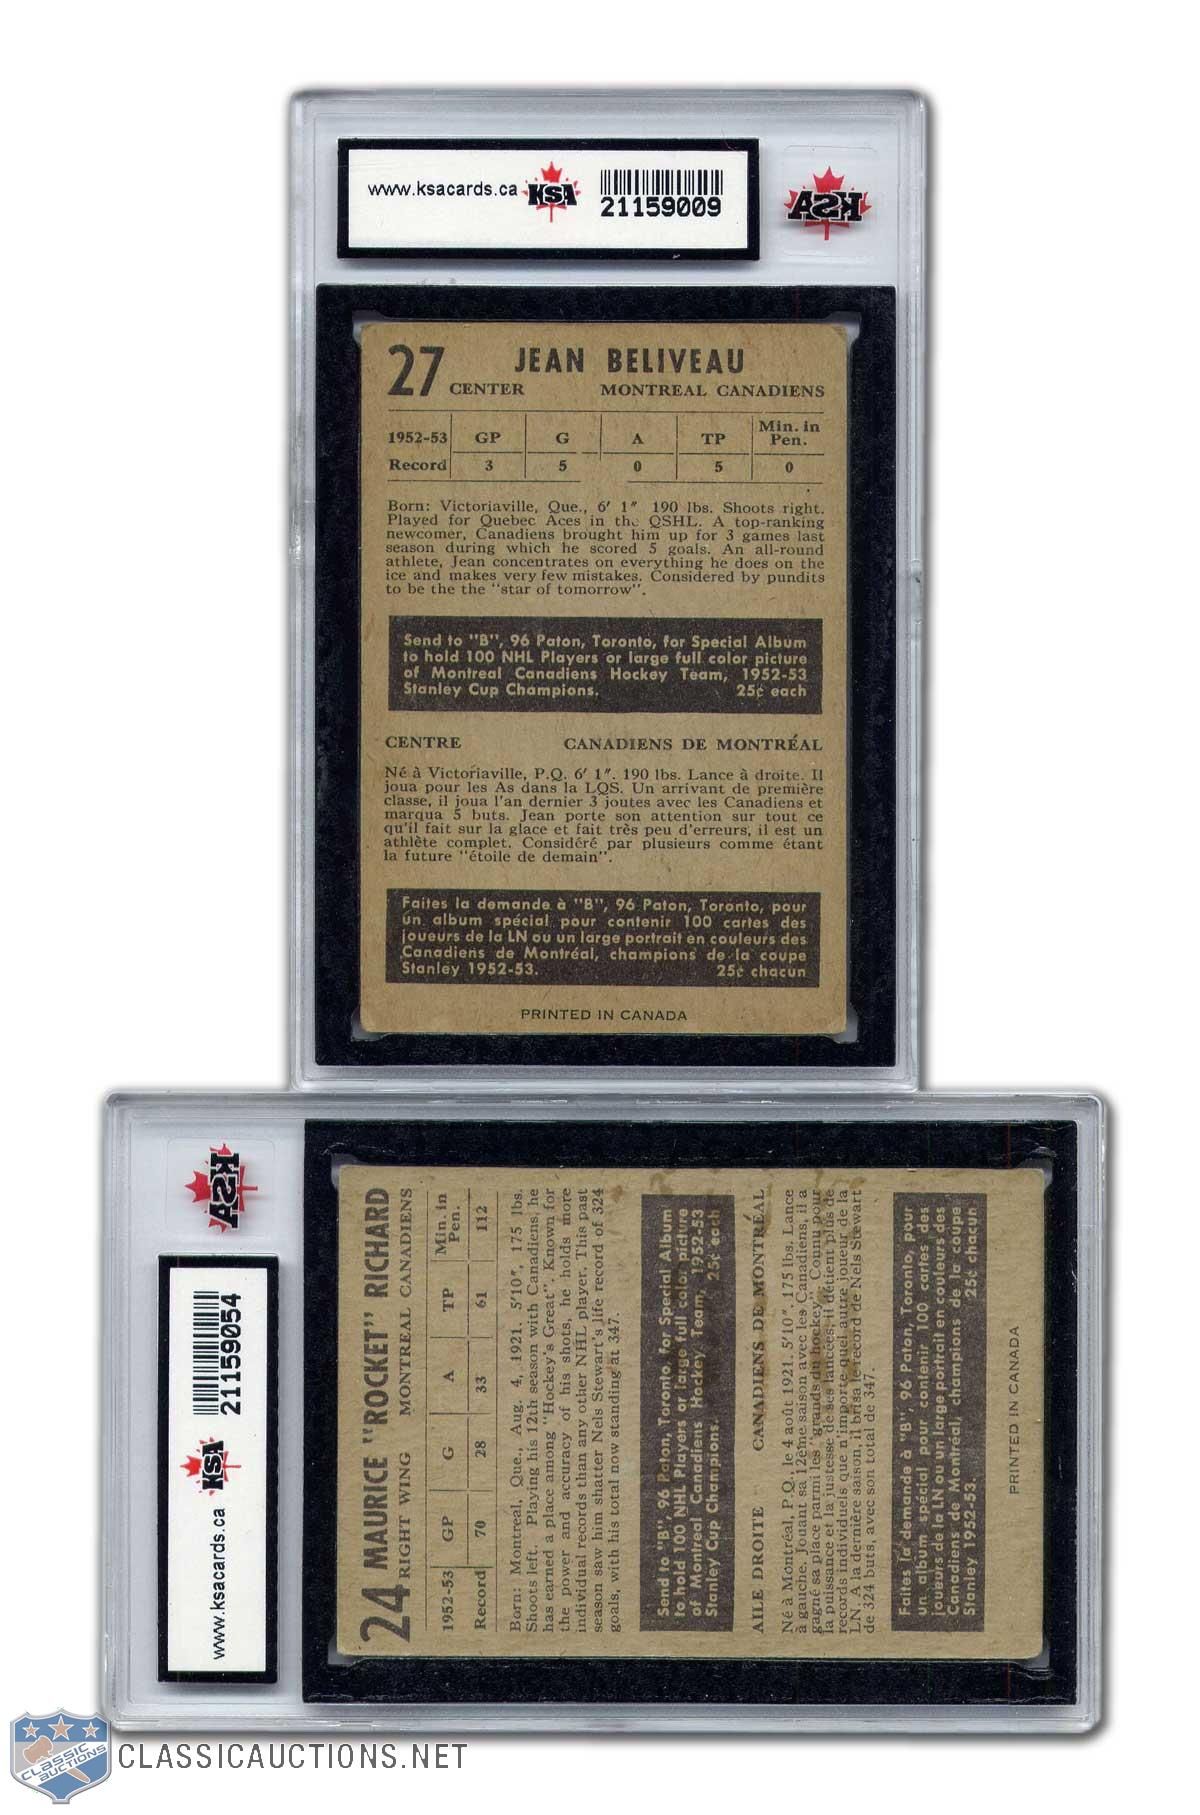 www.ksacards.ca KSA 21159009
KSA
27 JEAN BELIVEAU
CENTER MONTREAL CANADIENS
1952-53 GP G A TP Min. in Pen.
Record 3 5 0 5 0
Born: Victoriaville, Que., 6' 1" 190 lbs. Shoots right.
Played for Quebec Aces in the QSHL. A top-ranking
newcomer, Canadiens brought him up for 3 games last
season during which he scored 5 goals. An all-round
athlete, Jean concentrates on everything he does on the
ice and makes very few mistakes. Considered by pundits
to be the the "star of tomorrow".
Send to "B", 96 Paton, Toronto, for Special Album
to hold 100 NHL Players or large full color picture
of Montreal Canadiens Hockey Team, 1952-53
Stanley Cup Champions. 25¢ each
CENTRE CANADIENS DE MONTRÉAL
Né à Victoriaville, P.Q. 6' 1". 190 lbs. Lance à droite. Il
joua pour les As dans la LQS. Un arrivant de première
classe, il joua l'an dernier 3 joutes avec les Canadiens et
marqua 5 buts. Jean porte son attention sur tout ce
qu'il fait sur la glace et fait très peu d'erreurs, il est un
athlète complet. Considéré par plusieurs comme étant
la future "étoile de demain".
Faites la demande à "B", 96 Paton, Toronto, pour
un album spécial pour contenir 100 cartes des
joueurs de la LN ou un large portrait en couleurs des
Canadiens de Montréal, champions de la coupe
Stanley 1952-53. 25¢ chacun
PRINTED IN CANADA
www.ksacards.ca KSA 21159054
KSA
24 MAURICE "ROCKET" RICHARD
RIGHT WING MONTREAL CANADIENS
1952-53 GP G A TP Min. in Pen.
Record 70 28 33 61 112
Born: Montreal, Que., Aug. 4, 1921. 5'10", 175 lbs.
Shoots left. Playing his 12th season with Canadiens, he
has earned a place among "Hockey's Great". Known for
the power and accuracy of his shots, he holds more
individual records than any other NHL player. This past
season saw him shatter Nels Stewart's life record of 324
goals, with his total now standing at 347.
Send to "B", 96 Paton, Toronto, for Special Album
to hold 100 NHL Players or large full color picture
of Montreal Canadiens Hockey Team, 1952-53
Stanley Cup Champions. 25¢ each
AILE DROITE CANADIENS DE MONTRÉAL
Né à Montréal, P.Q., le 4 août 1921. 5'10". 175 lbs. Lance
à gauche. Jouant sa 12ème saison avec les Canadiens, il a
gagné sa place parmi les "grands du hockey". Connu pour
la puissance et la justesse de ses lancées, il détient plus de
records individuels que n'importe quel autre joueur de la
LN. A la dernière saison, il brisa le record de Nels Stewart
de 324 buts, avec son total de 347.
Faites la demande à "B", 96 Paton, Toronto, pour
un album spécial pour contenir 100 cartes des
joueurs de la LN ou un large portrait en couleurs des
Canadiens de Montréal, champions de la coupe
Stanley 1952-53. 25¢ chacun
PRINTED IN CANADA
CLASSIC AUCTIONS
CLASSICAUCTIONS.NET